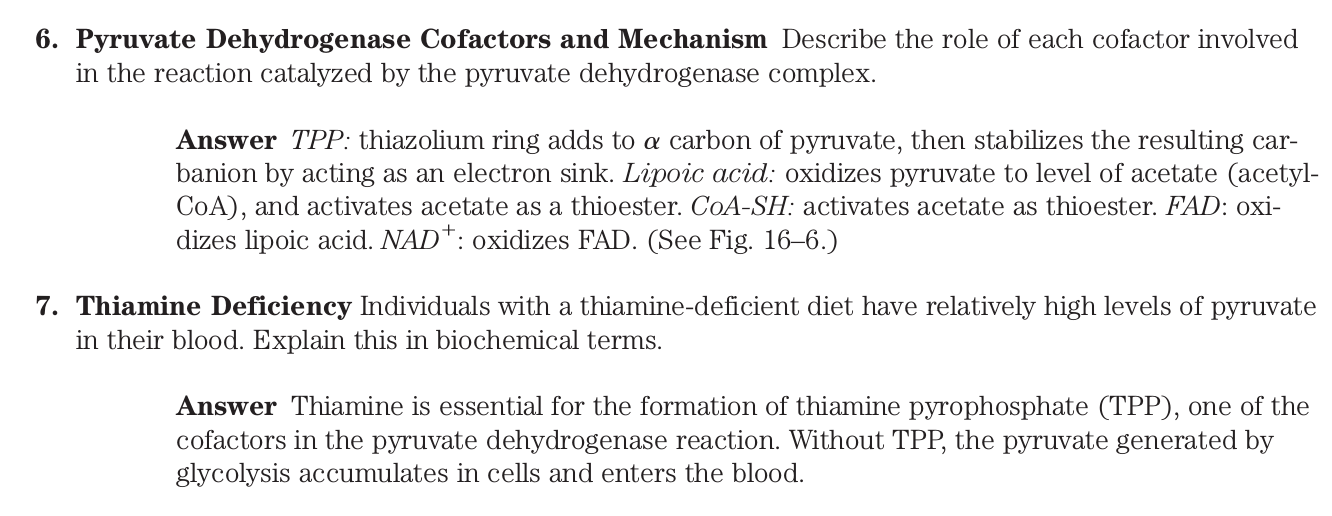 6. Pyruvate Dehydrogenase Cofactors and Mechanism Describe the role of each cofactor involved
in the reaction catalyzed by the pyruvate dehydrogenase complex.
Answer TPP: thiazolium ring adds to α carbon of pyruvate, then stabilizes the resulting car-
banion by acting as an electron sink. Lipoic acid: oxidizes pyruvate to level of acetate (acetyl-
CoA), and activates acetate as a thioester. CoA-SH: activates acetate as thioester. FAD: oxi-
dizes lipoic acid. NAD⁺: oxidizes FAD. (See Fig. 16–6.)
7. Thiamine Deficiency Individuals with a thiamine-deficient diet have relatively high levels of pyruvate
in their blood. Explain this in biochemical terms.
Answer Thiamine is essential for the formation of thiamine pyrophosphate (TPP), one of the
cofactors in the pyruvate dehydrogenase reaction. Without TPP, the pyruvate generated by
glycolysis accumulates in cells and enters the blood.